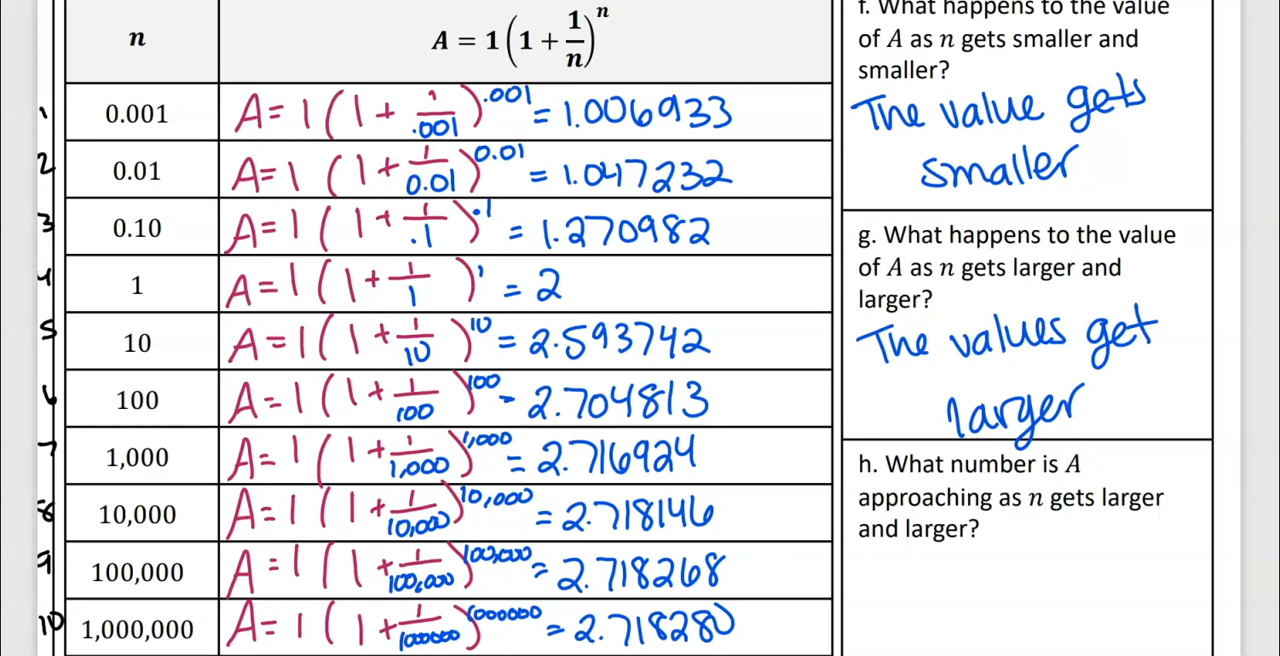 n A = 1(1 + 1/n)^n
1 0.001 A = 1 (1 + 1/.001)^.001 = 1.006933
2 0.01 A = 1 (1 + 1/0.01)^0.01 = 1.047232
3 0.10 A = 1 (1 + 1/.1)^.1 = 1.270982
4 1 A = 1 (1 + 1/1)^1 = 2
5 10 A = 1 (1 + 1/10)^10 = 2.593742
6 100 A = 1 (1 + 1/100)^100 = 2.704813
7 1,000 A = 1 (1 + 1/1,000)^1,000 = 2.716924
8 10,000 A = 1 (1 + 1/10,000)^10,000 = 2.718146
9 100,000 A = 1 (1 + 1/100,000)^100,000 = 2.718268
10 1,000,000 A = 1 (1 + 1/1000000)^1000000 = 2.718280
f. What happens to the value
of A as n gets smaller and
smaller?
The value gets
smaller
g. What happens to the value
of A as n gets larger and
larger?
The values get
larger
h. What number is A
approaching as n gets larger
and larger?